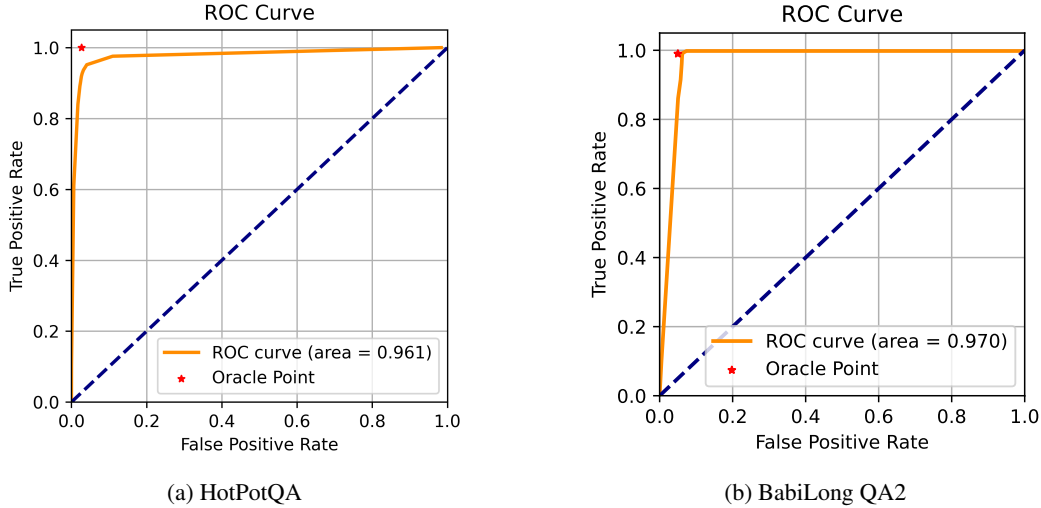 ROC Curve
True Positive Rate
1.0
0.8
0.6
0.4
0.2
0.0
0.0 0.2 0.4 0.6 0.8 1.0
False Positive Rate
ROC curve (area = 0.961)
Oracle Point
(a) HotPotQA
ROC Curve
True Positive Rate
1.0
0.8
0.6
0.4
0.2
0.0
0.0 0.2 0.4 0.6 0.8 1.0
False Positive Rate
ROC curve (area = 0.970)
Oracle Point
(b) BabiLong QA2